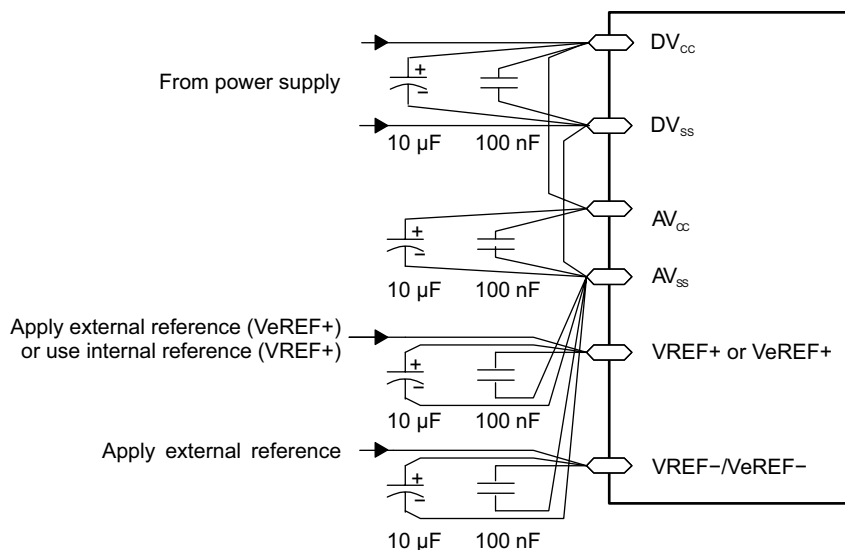 DVCC
From power supply
+
−
DVSS
10 µF 100 nF
AVCC
+
−
AVSS
10 µF 100 nF
Apply external reference (VeREF+)
or use internal reference (VREF+)
VREF+ or VeREF+
+
−
10 µF 100 nF
Apply external reference
VREF−/VeREF−
+
−
10 µF 100 nF